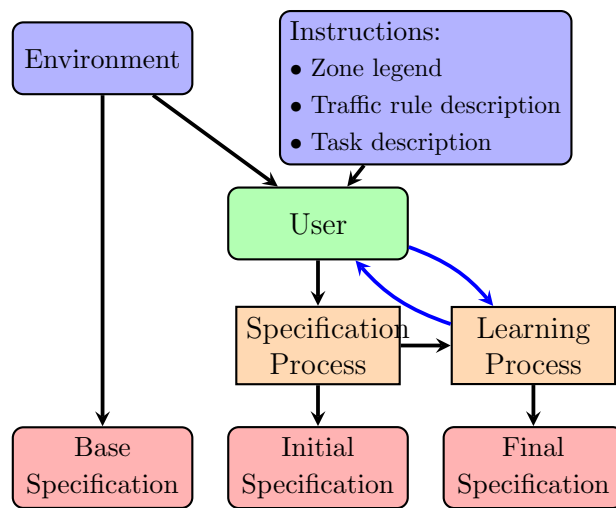 Environment
Instructions:
• Zone legend
• Traffic rule description
• Task description
User
Specification
Process
Learning
Process
Base
Specification
Initial
Specification
Final
Specification